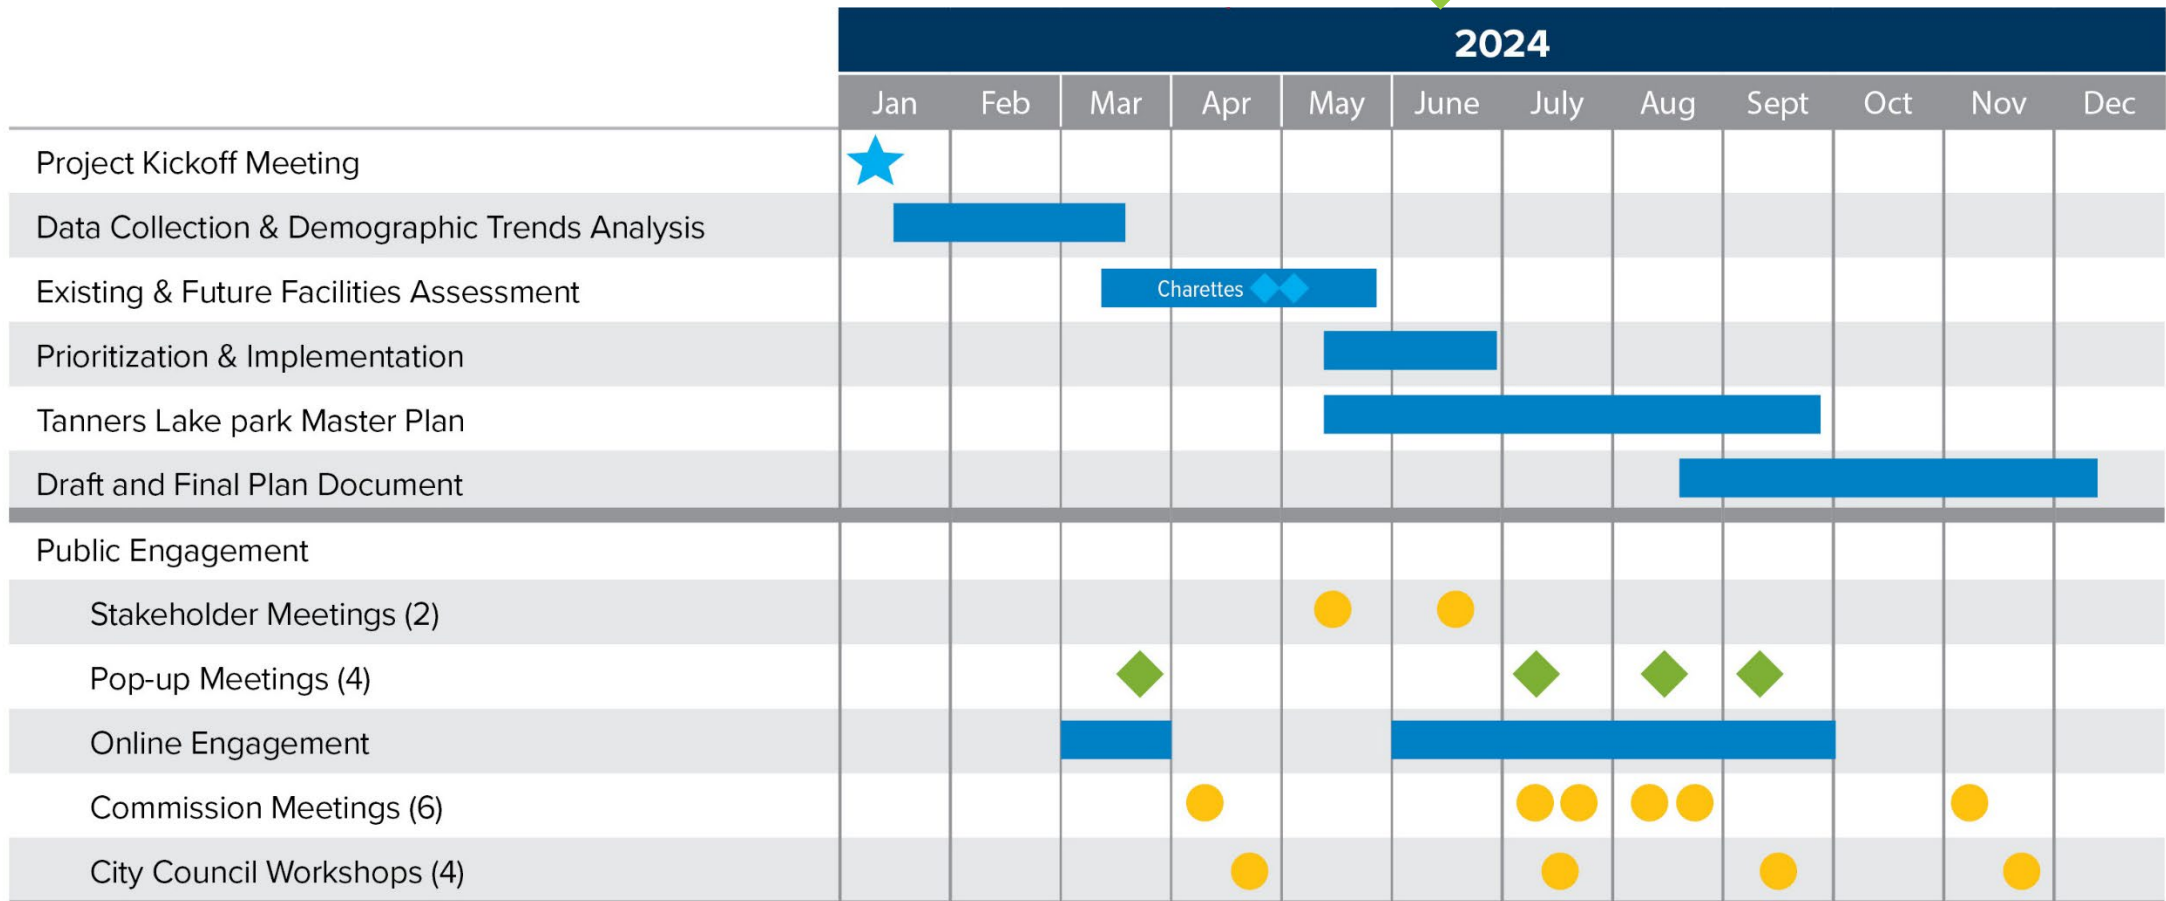 2024
Jan Feb Mar Apr May June July Aug Sept Oct Nov Dec
Project Kickoff Meeting
Data Collection & Demographic Trends Analysis
Existing & Future Facilities Assessment
Charettes
Prioritization & Implementation
Tanners Lake park Master Plan
Draft and Final Plan Document
Public Engagement
Stakeholder Meetings (2)
Pop-up Meetings (4)
Online Engagement
Commission Meetings (6)
City Council Workshops (4)